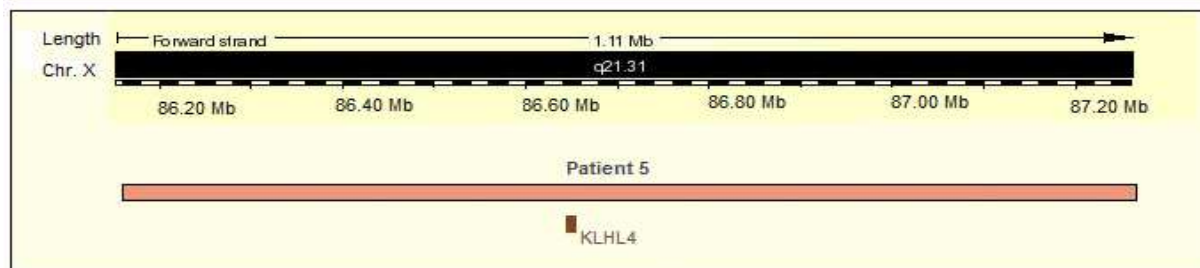 Length Forward strand 1.11 Mb
Chr. X q21.31
86.20 Mb 86.40 Mb 86.60 Mb 86.80 Mb 87.00 Mb 87.20 Mb
Patient 5
KLHL4